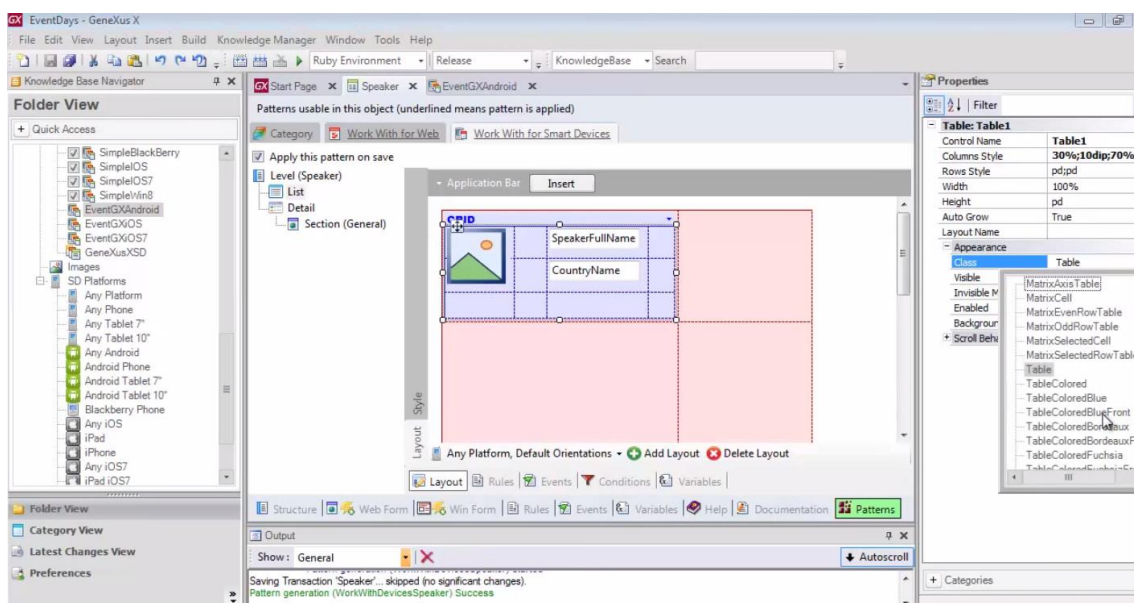 EventDays - GeneXus X
File Edit View Layout Insert Build Knowledge Manager Window Tools Help
Ruby Environment Release KnowledgeBase Search
Knowledge Base Navigator
Folder View
+ Quick Access
SimpleBlackBerry
SimpleIOS
SimpleIOS7
SimpleWin8
EventGXAndroid
EventGXiOS
EventGXiOS7
GeneXusXSD
Images
SD Platforms
Any Platform
Any Phone
Any Tablet 7"
Any Tablet 10"
Any Android
Android Phone
Android Tablet 7"
Android Tablet 10"
Blackberry Phone
Any iOS
iPad
iPhone
Any iOS7
iPad iOS7
Folder View
Category View
Latest Changes View
Preferences
Start Page Speaker EventGXAndroid
Patterns usable in this object (underlined means pattern is applied)
Category Work With for Web Work With for Smart Devices
Apply this pattern on save
Level (Speaker)
List
Detail
Section (General)
Application Bar Insert
SpeakerFullName
CountryName
Style
Layout
Any Platform, Default Orientations Add Layout Delete Layout
Layout Rules Events Conditions Variables
Structure Web Form Win Form Rules Events Variables Help Documentation Patterns
Output
Show: General Autoscroll
Saving Transaction 'Speaker'... skipped (no significant changes).
Pattern generation (WorkWithDevicesSpeaker) Success
Properties
Filter
Table: Table1
Control Name Table1
Columns Style 30%;10dip;70%
Rows Style pd;pd
Width 100%
Height pd
Auto Grow True
Layout Name
Appearance
Class Table
Visible
Invisible M
Enabled
Backgroun
Scroll Beha
MatrixAxisTable
MatrixCell
MatrixEvenRowTable
MatrixOddRowTable
MatrixSelectedCell
MatrixSelectedRowTabl
Table
TableColored
TableColoredBlue
TableColoredBlueFront
TableColoredBordeaux
TableColoredBordeauxF
TableColoredFuchsia
+ Categories